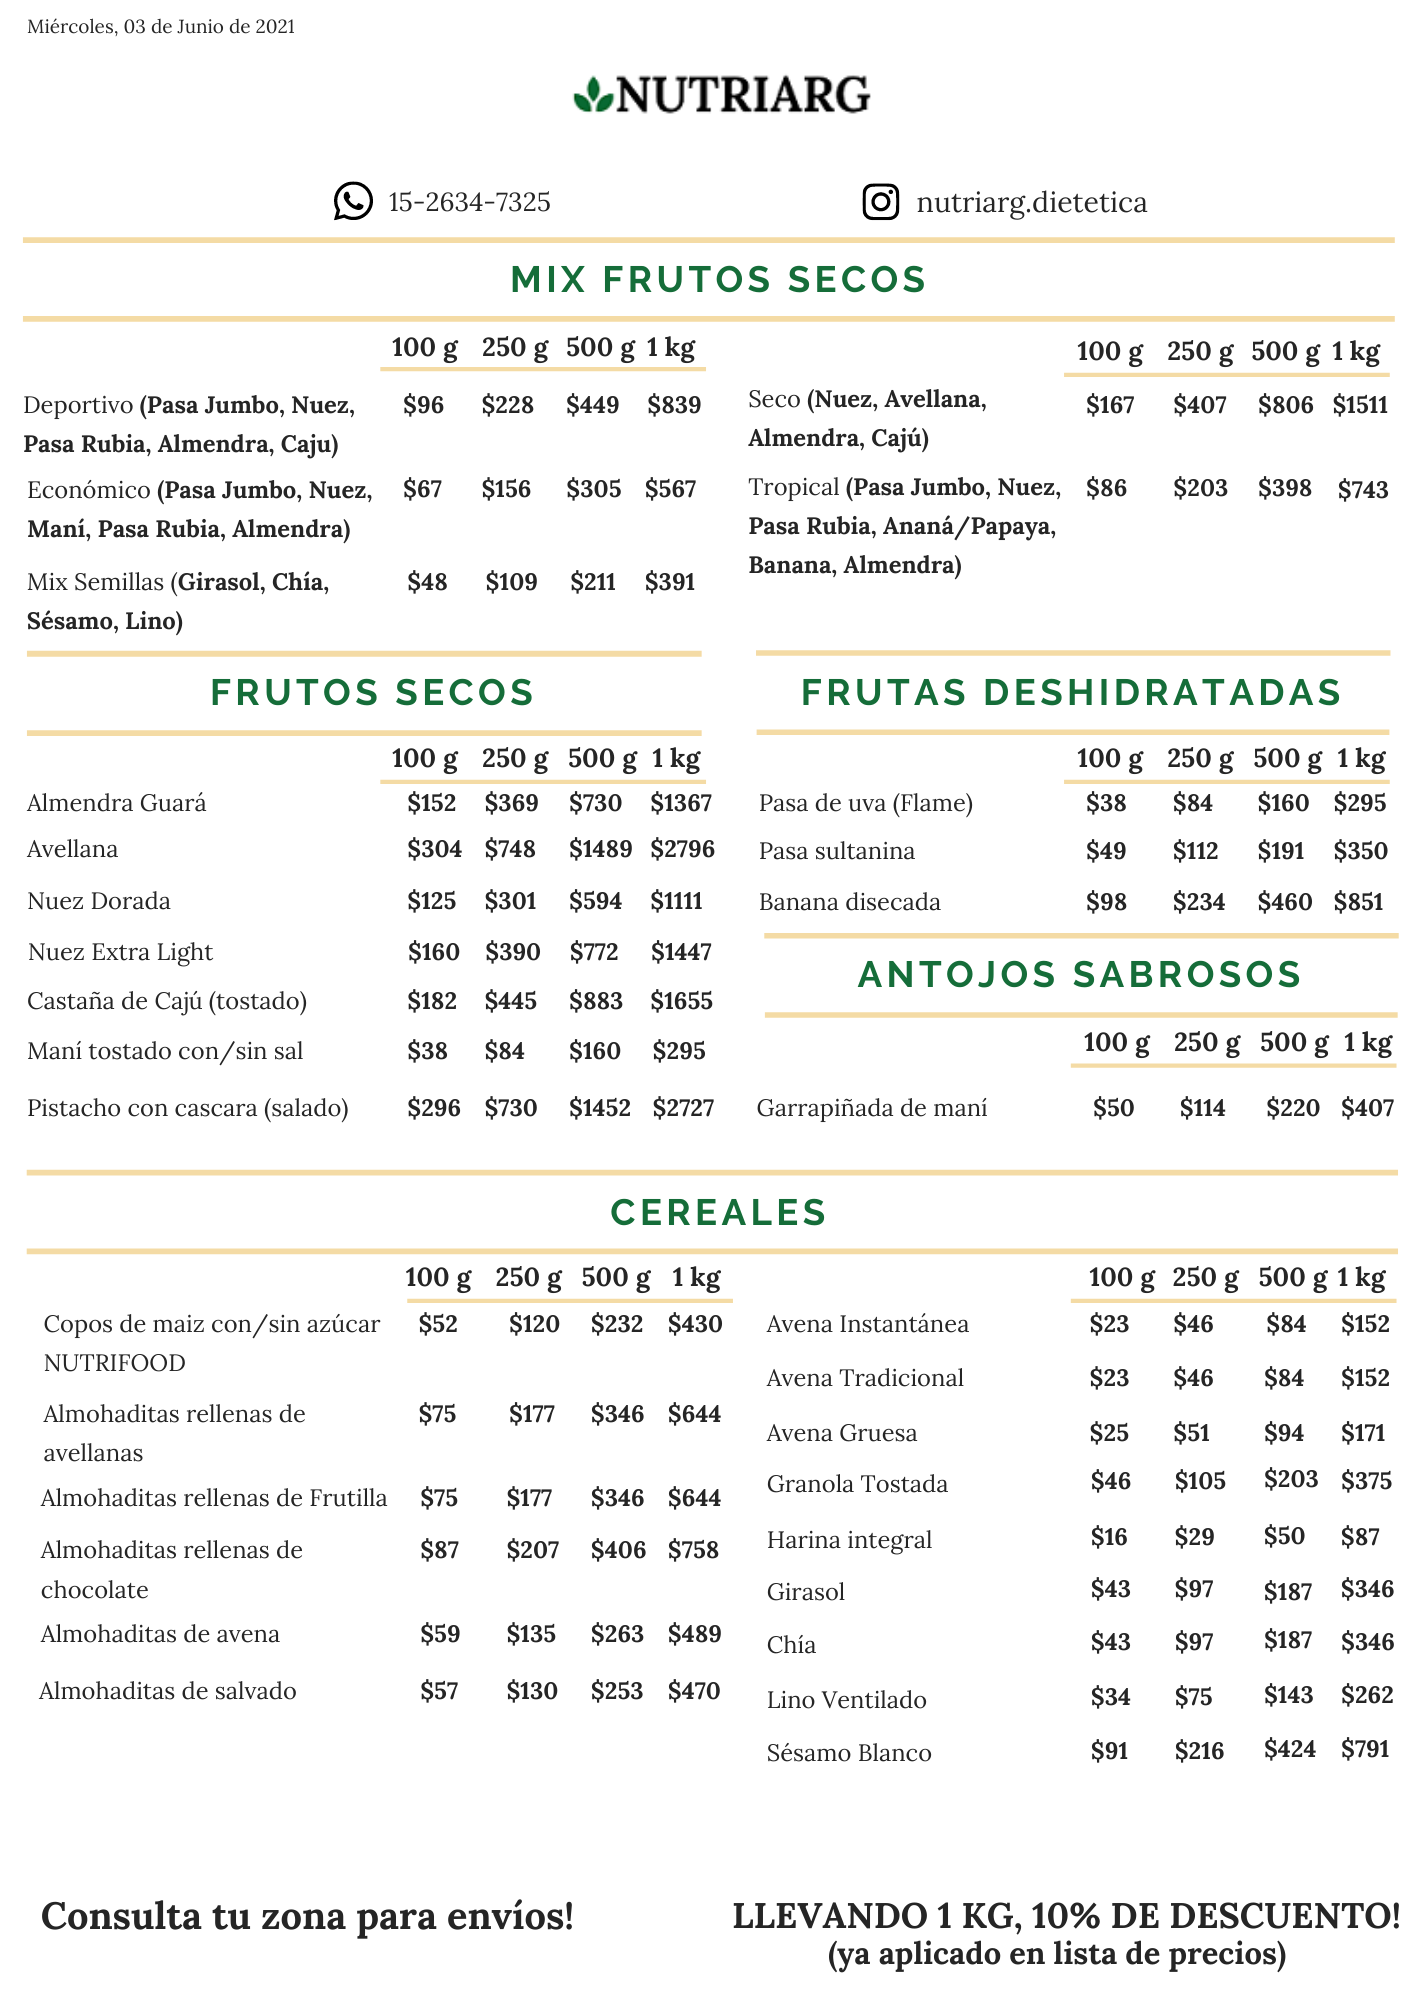 Miércoles, 03 de Junio de 2021
NUTRIARG
15-2634-7325
nutriarg.dietetica
MIX FRUTOS SECOS
100 g 250 g 500 g 1 kg
Deportivo (Pasa Jumbo, Nuez, $96 $228 $449 $839
Pasa Rubia, Almendra, Caju)
Económico (Pasa Jumbo, Nuez, $67 $156 $305 $567
Maní, Pasa Rubia, Almendra)
Mix Semillas (Girasol, Chía, $48 $109 $211 $391
Sésamo, Lino)
100 g 250 g 500 g 1 kg
Seco (Nuez, Avellana, $167 $407 $806 $1511
Almendra, Cajú)
Tropical (Pasa Jumbo, Nuez, $86 $203 $398 $743
Pasa Rubia, Ananá/Papaya,
Banana, Almendra)
FRUTOS SECOS
100 g 250 g 500 g 1 kg
Almendra Guará $152 $369 $730 $1367
Avellana $304 $748 $1489 $2796
Nuez Dorada $125 $301 $594 $1111
Nuez Extra Light $160 $390 $772 $1447
Castaña de Cajú (tostado) $182 $445 $883 $1655
Maní tostado con/sin sal $38 $84 $160 $295
Pistacho con cascara (salado) $296 $730 $1452 $2727
FRUTAS DESHIDRATADAS
100 g 250 g 500 g 1 kg
Pasa de uva (Flame) $38 $84 $160 $295
Pasa sultanina $49 $112 $191 $350
Banana disecada $98 $234 $460 $851
ANTOJOS SABROSOS
100 g 250 g 500 g 1 kg
Garrapiñada de maní $50 $114 $220 $407
CEREALES
100 g 250 g 500 g 1 kg
Copos de maiz con/sin azúcar $52 $120 $232 $430
NUTRIFOOD
Almohaditas rellenas de $75 $177 $346 $644
avellanas
Almohaditas rellenas de Frutilla $75 $177 $346 $644
Almohaditas rellenas de $87 $207 $406 $758
chocolate
Almohaditas de avena $59 $135 $263 $489
Almohaditas de salvado $57 $130 $253 $470
100 g 250 g 500 g 1 kg
Avena Instantánea $23 $46 $84 $152
Avena Tradicional $23 $46 $84 $152
Avena Gruesa $25 $51 $94 $171
Granola Tostada $46 $105 $203 $375
Harina integral $16 $29 $50 $87
Girasol $43 $97 $187 $346
Chía $43 $97 $187 $346
Lino Ventilado $34 $75 $143 $262
Sésamo Blanco $91 $216 $424 $791
Consulta tu zona para envíos!
LLEVANDO 1 KG, 10% DE DESCUENTO!
(ya aplicado en lista de precios)